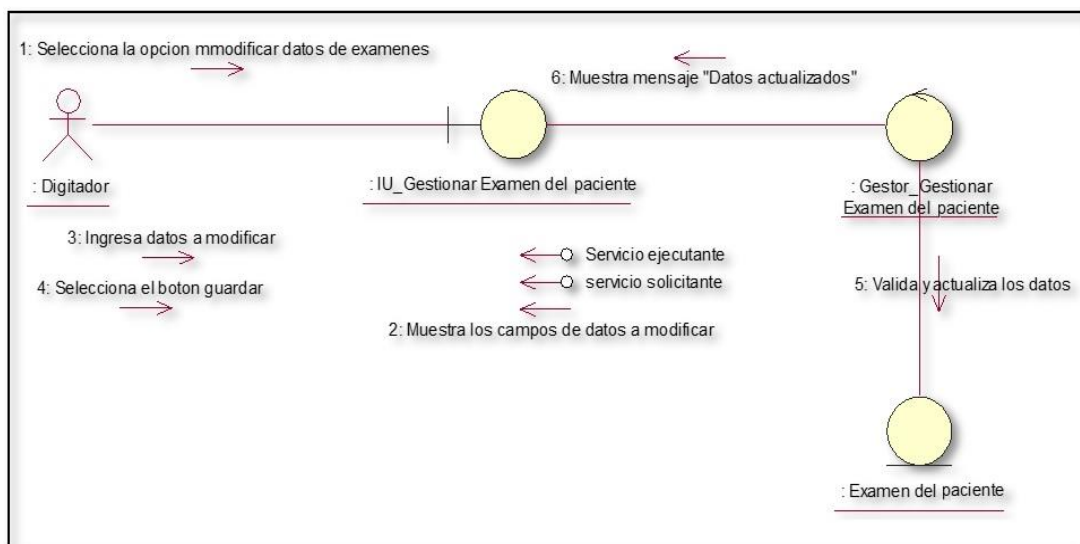 1: Selecciona la opcion mmodificar datos de examenes
6: Muestra mensaje "Datos actualizados"
: Digitador
: IU_Gestionar Examen del paciente
: Gestor_Gestionar
Examen del paciente
3: Ingresa datos a modificar
4: Selecciona el boton guardar
Servicio ejecutante
servicio solicitante
2: Muestra los campos de datos a modificar
5: Valida y actualiza los datos
: Examen del paciente